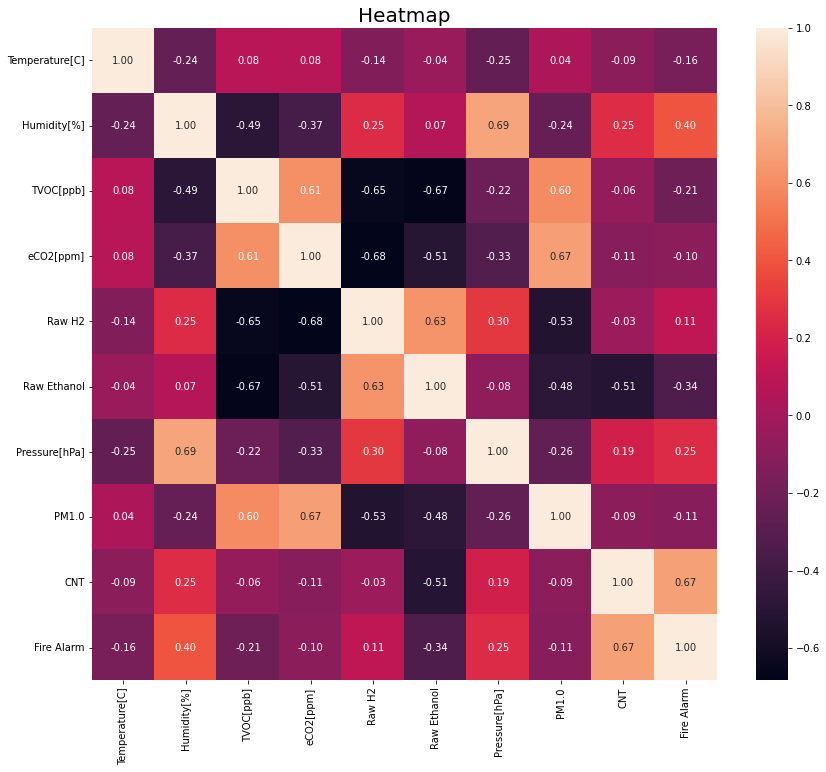 Heatmap
Temperature[C] 1.00 -0.24 0.08 0.08 -0.14 -0.04 -0.25 0.04 -0.09 -0.16
Humidity[%] -0.24 1.00 -0.49 -0.37 0.25 0.07 0.69 -0.24 0.25 0.40
TVOC[ppb] 0.08 -0.49 1.00 0.61 -0.65 -0.67 -0.22 0.60 -0.06 -0.21
eCO2[ppm] 0.08 -0.37 0.61 1.00 -0.68 -0.51 -0.33 0.67 -0.11 -0.10
Raw H2 -0.14 0.25 -0.65 -0.68 1.00 0.63 0.30 -0.53 -0.03 0.11
Raw Ethanol -0.04 0.07 -0.67 -0.51 0.63 1.00 -0.08 -0.48 -0.51 -0.34
Pressure[hPa] -0.25 0.69 -0.22 -0.33 0.30 -0.08 1.00 -0.26 0.19 0.25
PM1.0 0.04 -0.24 0.60 0.67 -0.53 -0.48 -0.26 1.00 -0.09 -0.11
CNT -0.09 0.25 -0.06 -0.11 -0.03 -0.51 0.19 -0.09 1.00 0.67
Fire Alarm -0.16 0.40 -0.21 -0.10 0.11 -0.34 0.25 -0.11 0.67 1.00
Temperature[C]
Humidity[%]
TVOC[ppb]
eCO2[ppm]
Raw H2
Raw Ethanol
Pressure[hPa]
PM1.0
CNT
Fire Alarm
1.0
0.8
0.6
0.4
0.2
0.0
−0.2
−0.4
−0.6